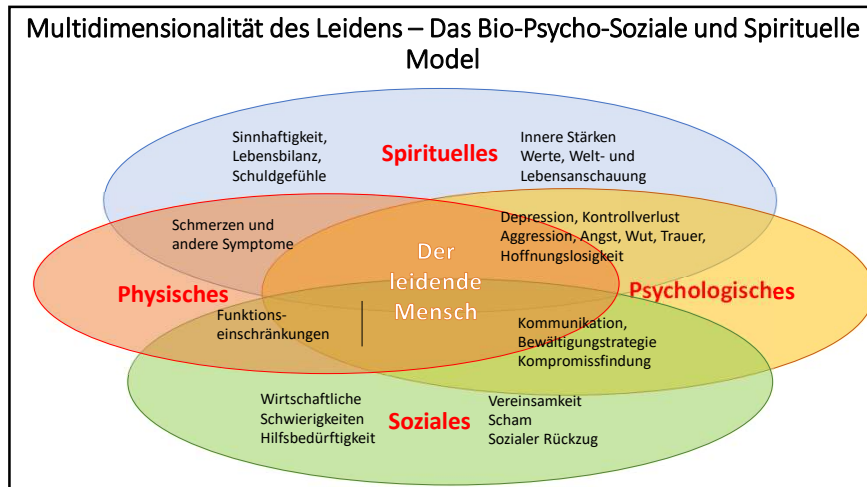 Multidimensionalität des Leidens – Das Bio-Psycho-Soziale und Spirituelle
Model
Sinnhaftigkeit,
Lebensbilanz,
Schuldgefühle
Spirituelles
Innere Stärken
Werte, Welt- und
Lebensanschauung
Schmerzen und
andere Symptome
Depression, Kontrollverlust
Aggression, Angst, Wut, Trauer,
Hoffnungslosigkeit
Der
leidende
Mensch
Physisches
Psychologisches
Funktions-
einschränkungen
Kommunikation,
Bewältigungstrategie
Kompromissfindung
Wirtschaftliche
Schwierigkeiten
Hilfsbedürftigkeit
Soziales
Vereinsamkeit
Scham
Sozialer Rückzug